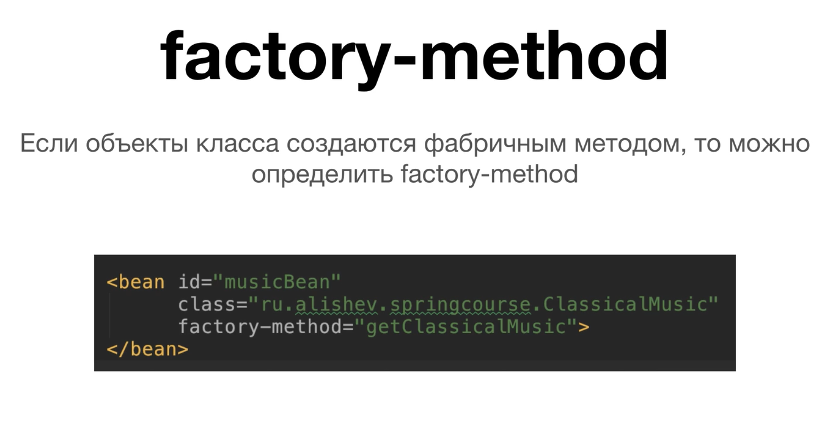 factory-method
Если объекты класса создаются фабричным методом, то можно
определить factory-method
<bean id="musicBean"
class="ru.alishev.springcourse.ClassicalMusic"
factory-method="getClassicalMusic">
</bean>